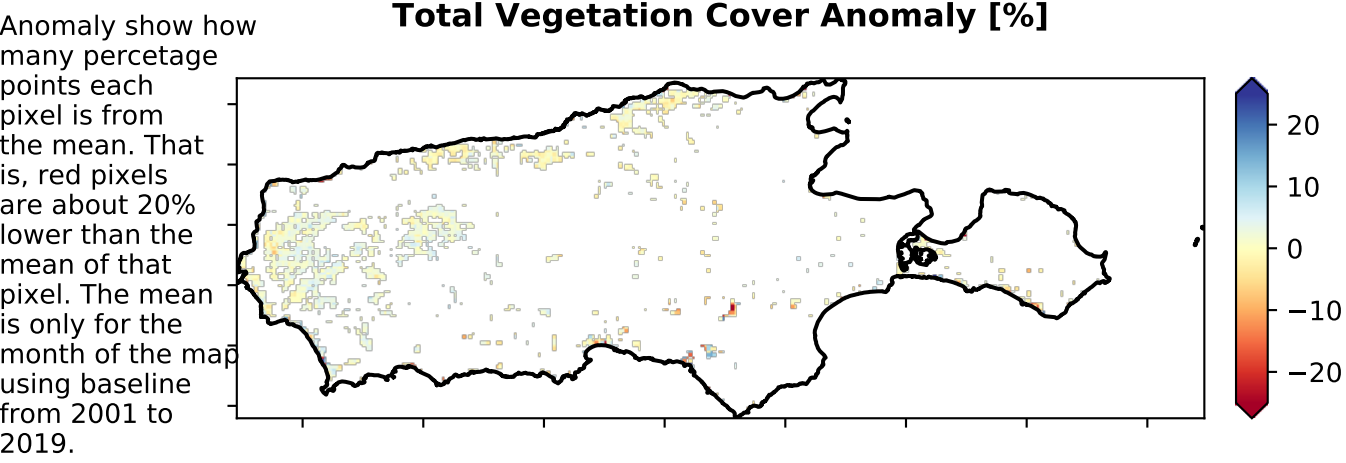 Total Vegetation Cover Anomaly [%]
Anomaly show how
many percetage
points each
pixel is from
the mean. That
is, red pixels
are about 20%
lower than the
mean of that
pixel. The mean
is only for the
month of the map
using baseline
from 2001 to
2019.
20
10
0
−10
−20